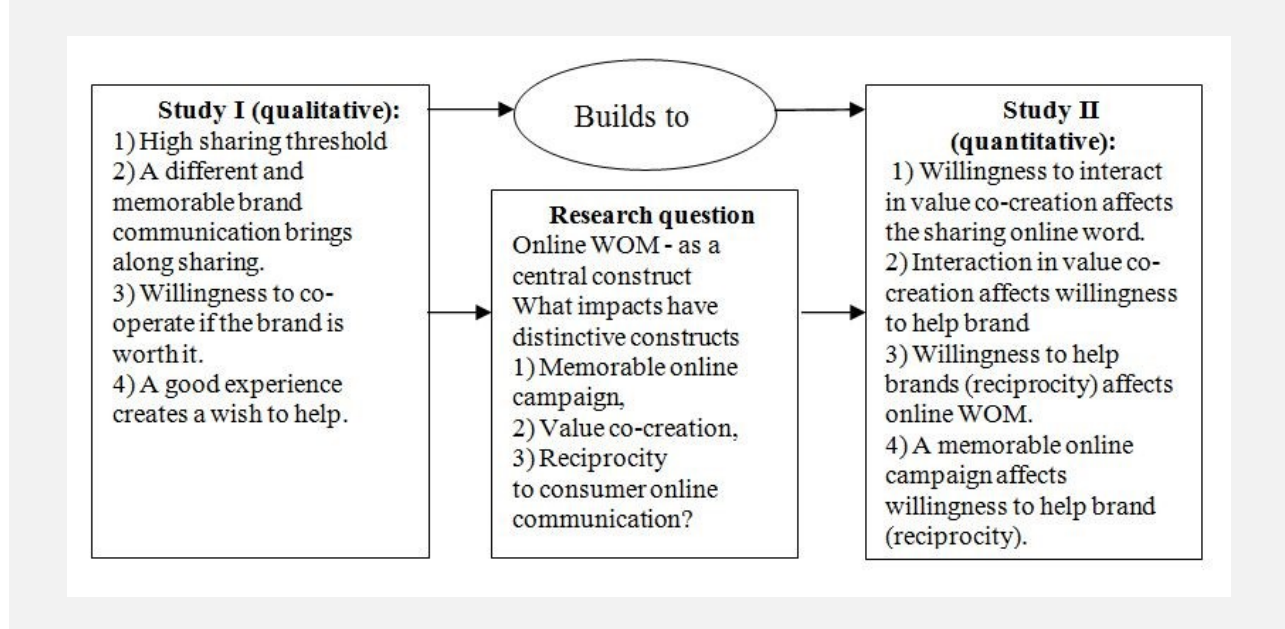 Study I (qualitative):
1) High sharing threshold
2) A different and
memorable brand
communication brings
along sharing.
3) Willingness to co-
operate if the brand is
worth it.
4) A good experience
creates a wish to help.
Builds to
Research question
Online WOM - as a
central construct
What impacts have
distinctive constructs
1) Memorable online
campaign,
2) Value co-creation,
3) Reciprocity
to consumer online
communication?
Study II
(quantitative):
1) Willingness to interact
in value co-creation affects
the sharing online word.
2) Interaction in value co-
creation affects willingness
to help brand
3) Willingness to help
brands (reciprocity) affects
online WOM.
4) A memorable online
campaign affects
willingness to help brand
(reciprocity).